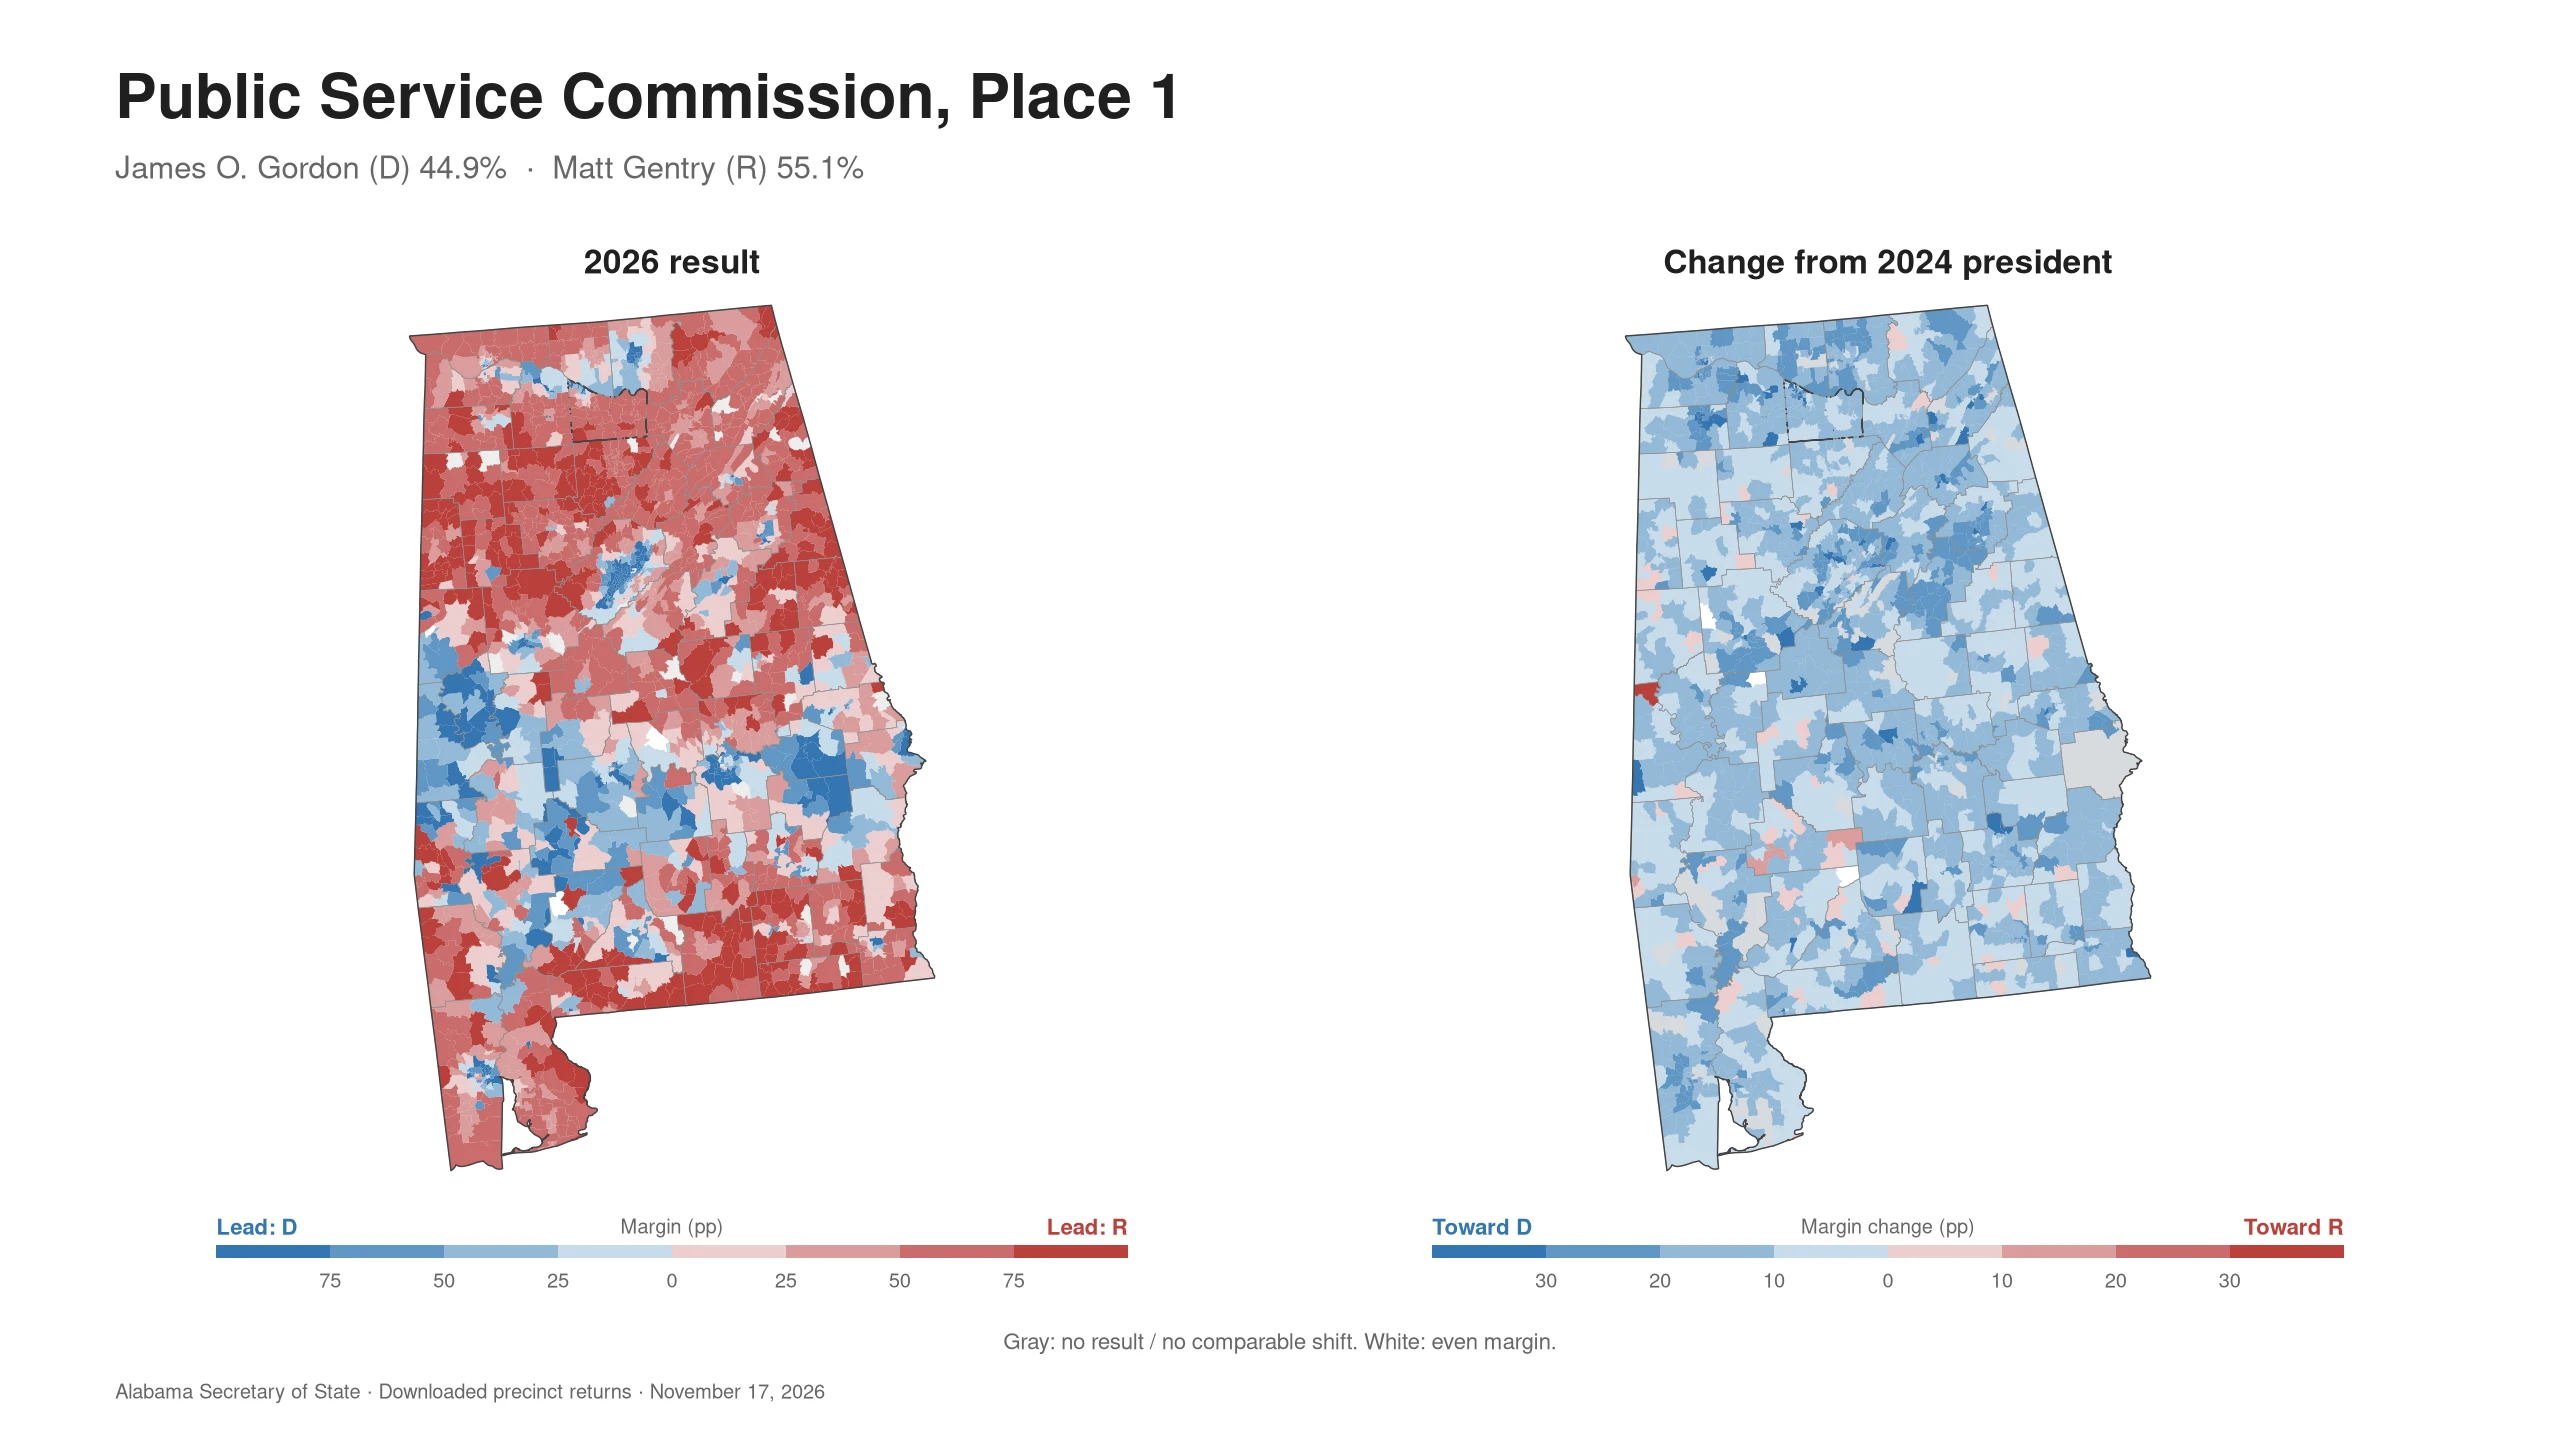 Public Service Commission, Place 1
James O. Gordon (D) 44.9% · Matt Gentry (R) 55.1%
2026 result
Change from 2024 president
Lead: D Margin (pp) Lead: R
75 50 25 0 25 50 75
Toward D Margin change (pp) Toward R
30 20 10 0 10 20 30
Gray: no result / no comparable shift. White: even margin.
Alabama Secretary of State · Downloaded precinct returns · November 17, 2026